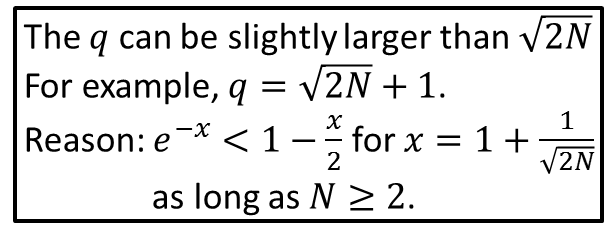 The q can be slightly larger than √2N
For example, q = √2N + 1.
Reason: e^−x < 1 − x/2 for x = 1 + 1/√2N
as long as N ≥ 2.